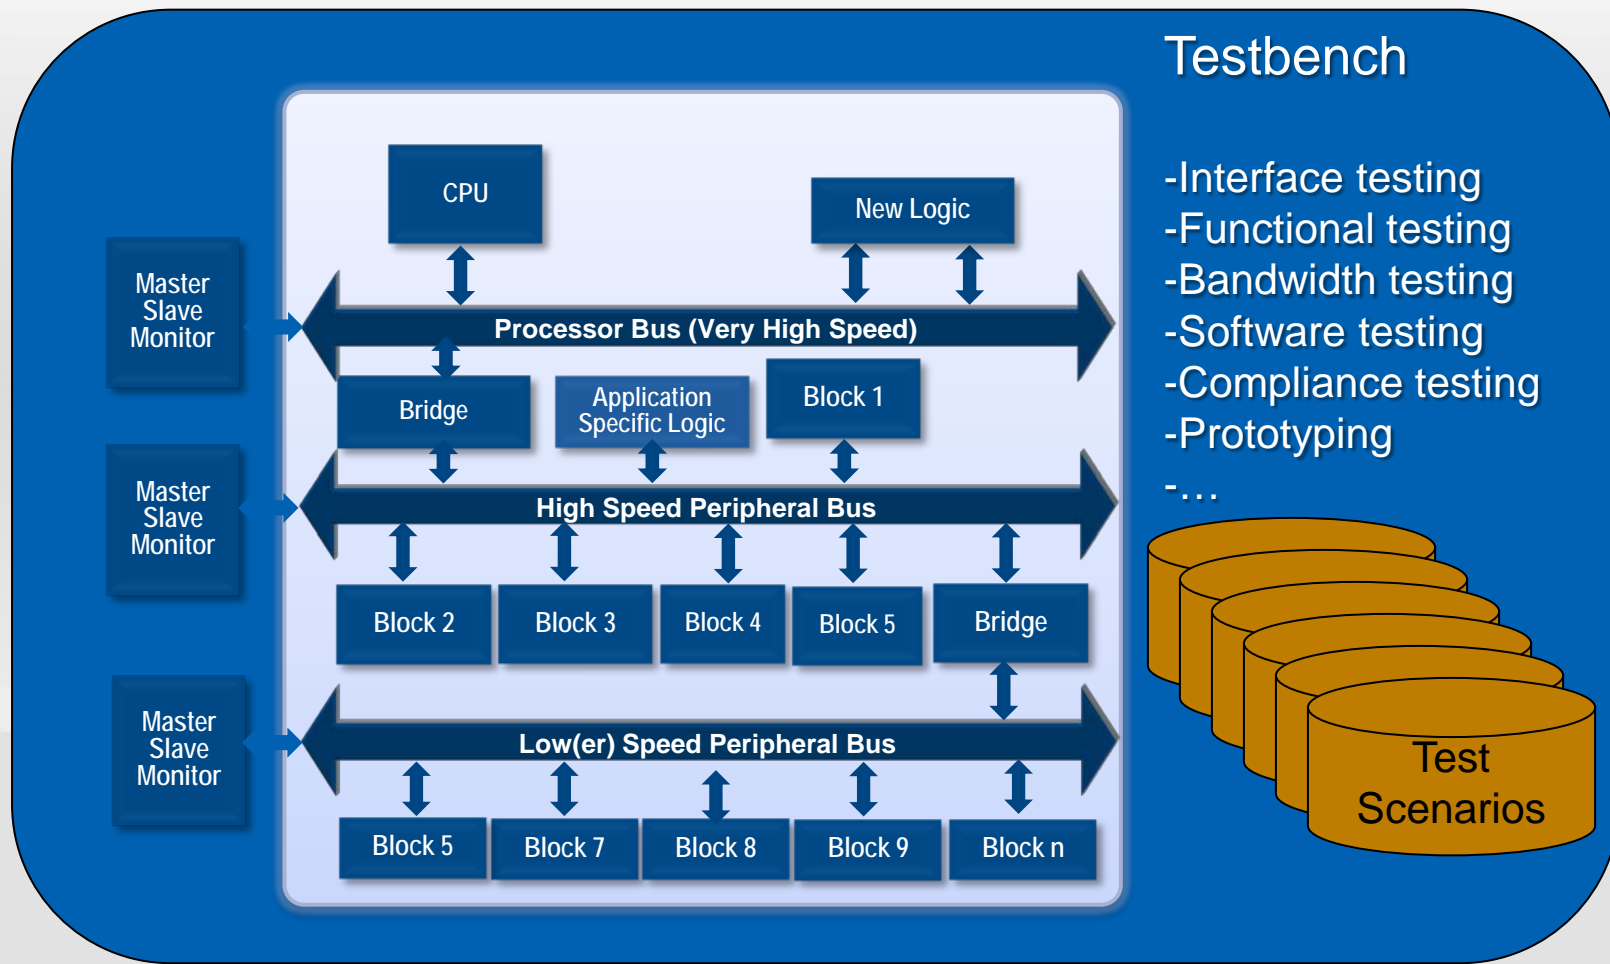 Testbench
-Interface testing
-Functional testing
-Bandwidth testing
-Software testing
-Compliance testing
-Prototyping
-…
CPU
New Logic
Master
Slave
Monitor
Processor Bus (Very High Speed)
Bridge
Application
Specific Logic
Block 1
Master
Slave
Monitor
High Speed Peripheral Bus
Block 2
Block 3
Block 4
Block 5
Bridge
Master
Slave
Monitor
Low(er) Speed Peripheral Bus
Block 5
Block 7
Block 8
Block 9
Block n
Test
Scenarios